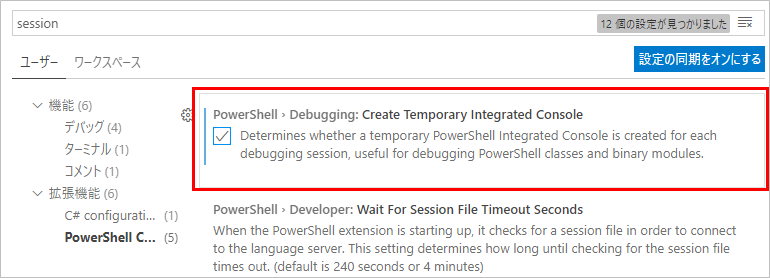 session
12 個の設定が見つかりました
ユーザー ワークスペース
設定の同期をオンにする
機能 (6)
デバッグ (4)
ターミナル (1)
コメント (1)
拡張機能 (6)
C# configurati... (1)
PowerShell C... (5)
PowerShell › Debugging: Create Temporary Integrated Console
Determines whether a temporary PowerShell Integrated Console is created for each
debugging session, useful for debugging PowerShell classes and binary modules.
PowerShell › Developer: Wait For Session File Timeout Seconds
When the PowerShell extension is starting up, it checks for a session file in order to connect
to the language server. This setting determines how long until checking for the session file
times out. (default is 240 seconds or 4 minutes)